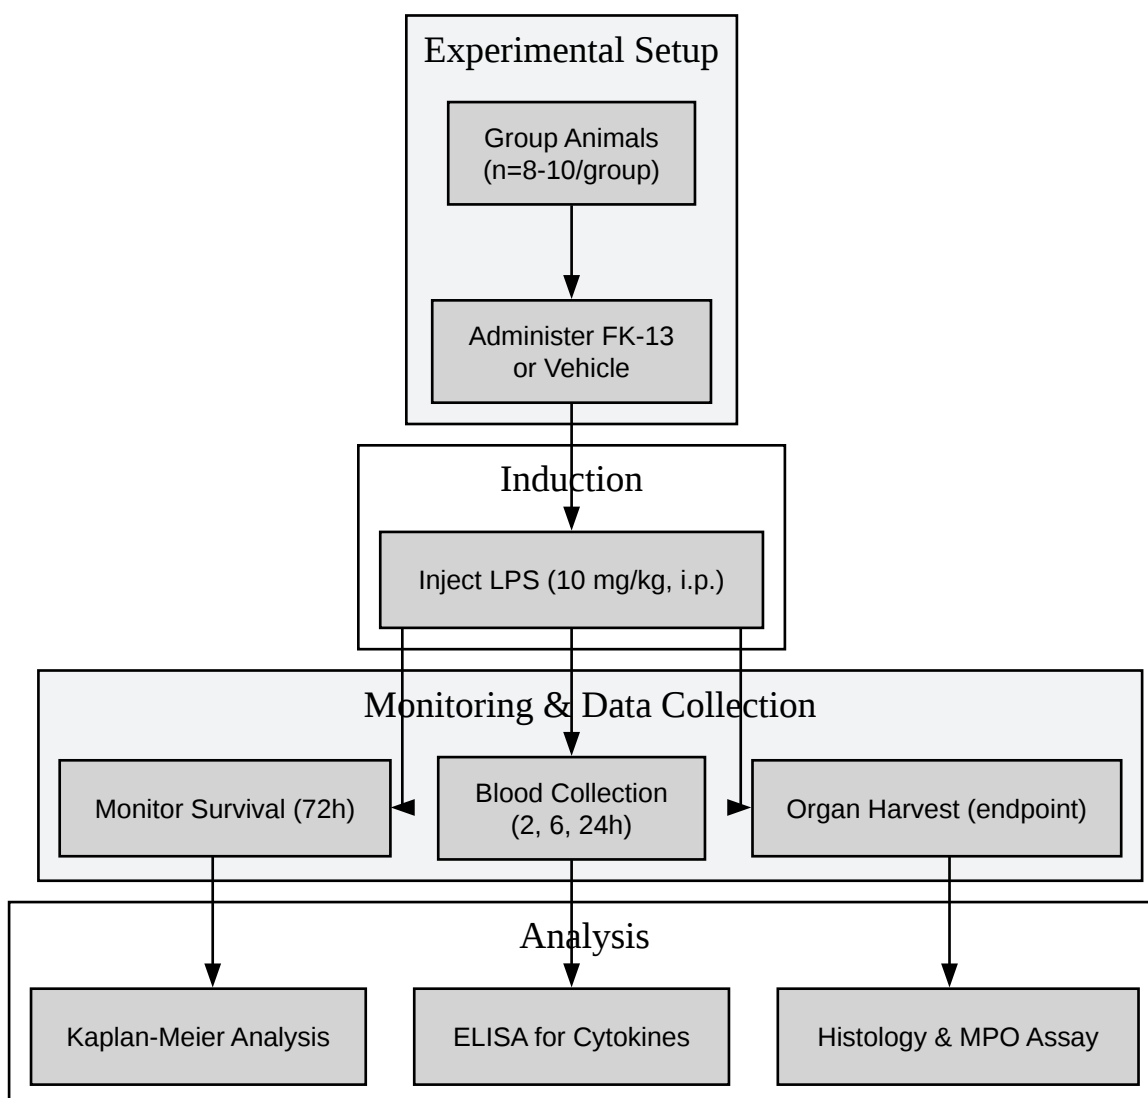 Experimental Setup
Group Animals
(n=8-10/group)
Administer FK-13
or Vehicle
Induction
Inject LPS (10 mg/kg, i.p.)
Monitoring & Data Collection
Monitor Survival (72h)
Blood Collection
(2, 6, 24h)
Organ Harvest (endpoint)
Analysis
Kaplan-Meier Analysis
ELISA for Cytokines
Histology & MPO Assay